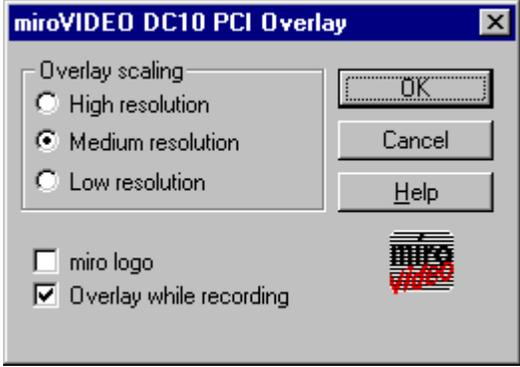 miroVIDEO DC10 PCI Overlay
Overlay scaling
High resolution
Medium resolution
Low resolution
OK
Cancel
Help
miro logo
Overlay while recording
miro
video